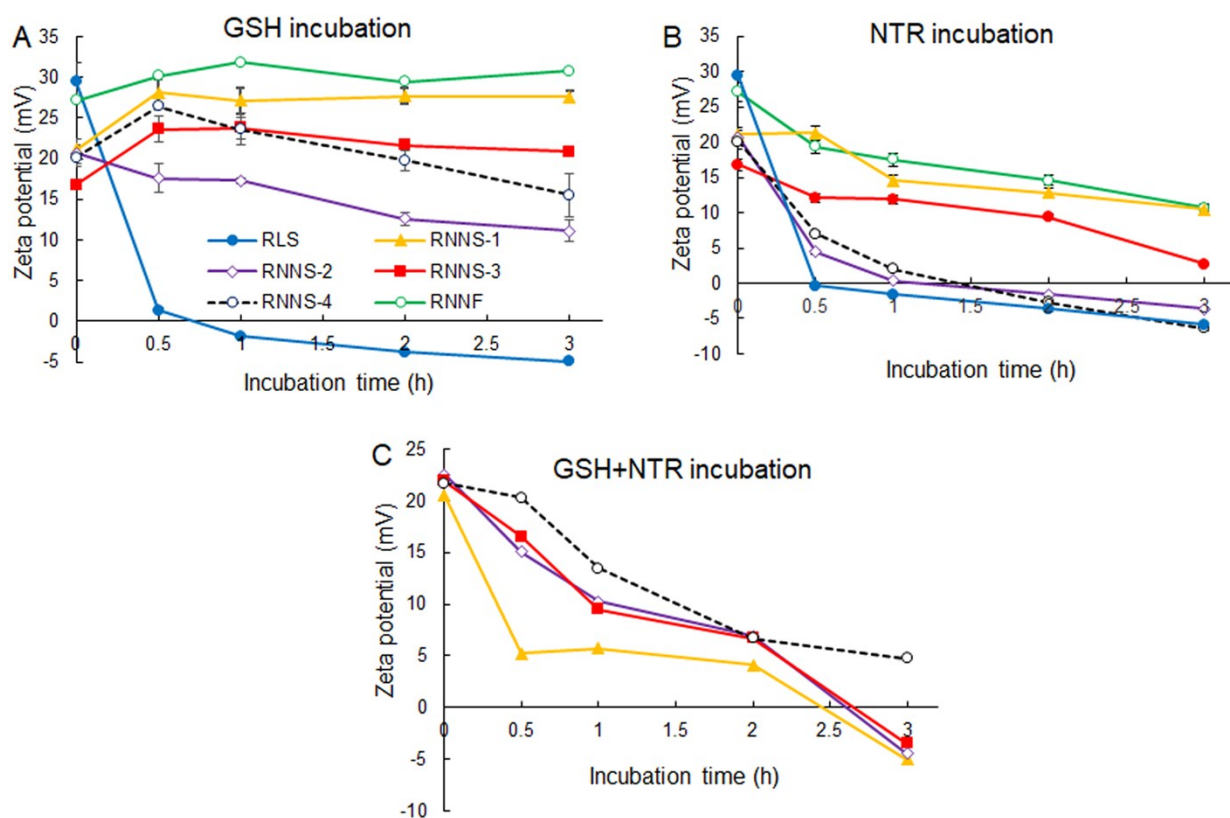 A
GSH incubation
Zeta potential (mV)
35
30
25
20
15
10
5
0
-5
0
0.5
1
1.5
2
2.5
3
RLS
RNNS-1
RNNS-2
RNNS-3
RNNS-4
RNNF
Incubation time (h)
B
NTR incubation
Zeta potential (mV)
35
30
25
20
15
10
5
0
-5
-10
0
0.5
1
1.5
2
2.5
3
Incubation time (h)
C
GSH+NTR incubation
Zeta potential (mV)
25
20
15
10
5
0
-5
-10
0
0.5
1
1.5
2
2.5
3
Incubation time (h)